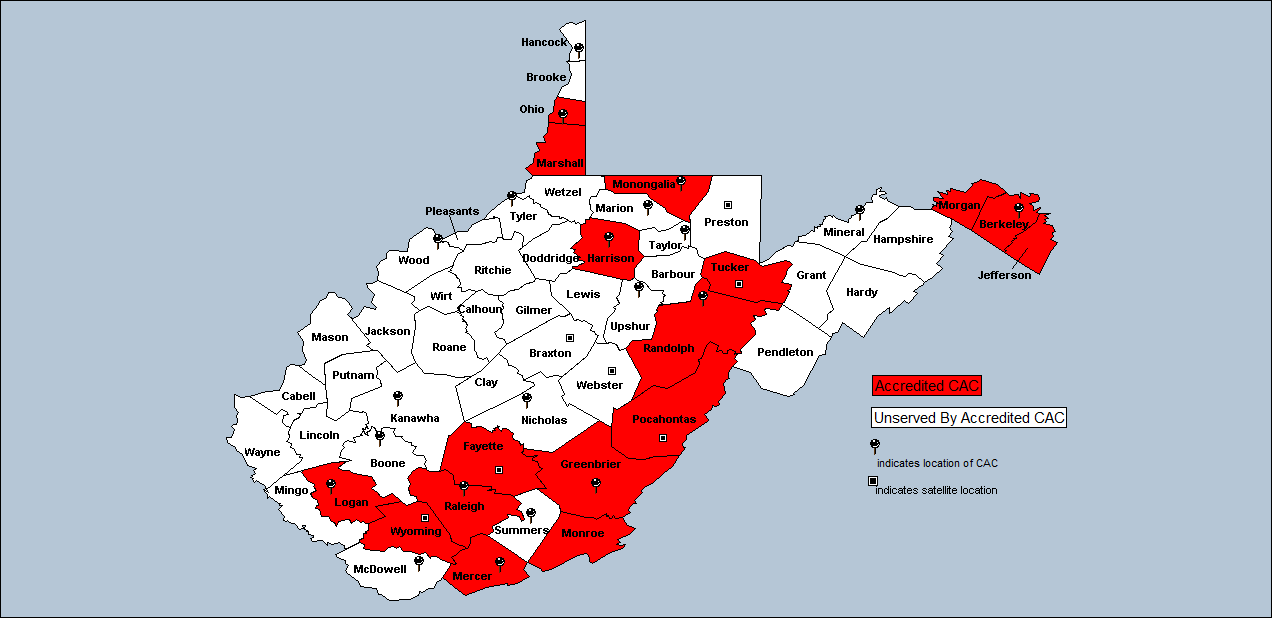 Hancock
Brooke
Ohio
Marshall
Wetzel
Monongalia
Marion
Preston
Morgan
Pleasants
Tyler
Berkeley
Mineral
Hampshire
Taylor
Wood
Doddridge
Harrison
Ritchie
Barbour
Tucker
Grant
Jefferson
Wirt
Lewis
Hardy
Calhoun
Gilmer
Upshur
Jackson
Mason
Roane
Braxton
Randolph
Pendleton
Putnam
Clay
Webster
Accredited CAC
Cabell
Kanawha
Nicholas
Pocahontas
Unserved By Accredited CAC
Lincoln
Wayne
Fayette
Boone
Greenbrier
indicates location of CAC
Mingo
Logan
Raleigh
indicates satellite location
Wyoming
Summers
Monroe
McDowell
Mercer